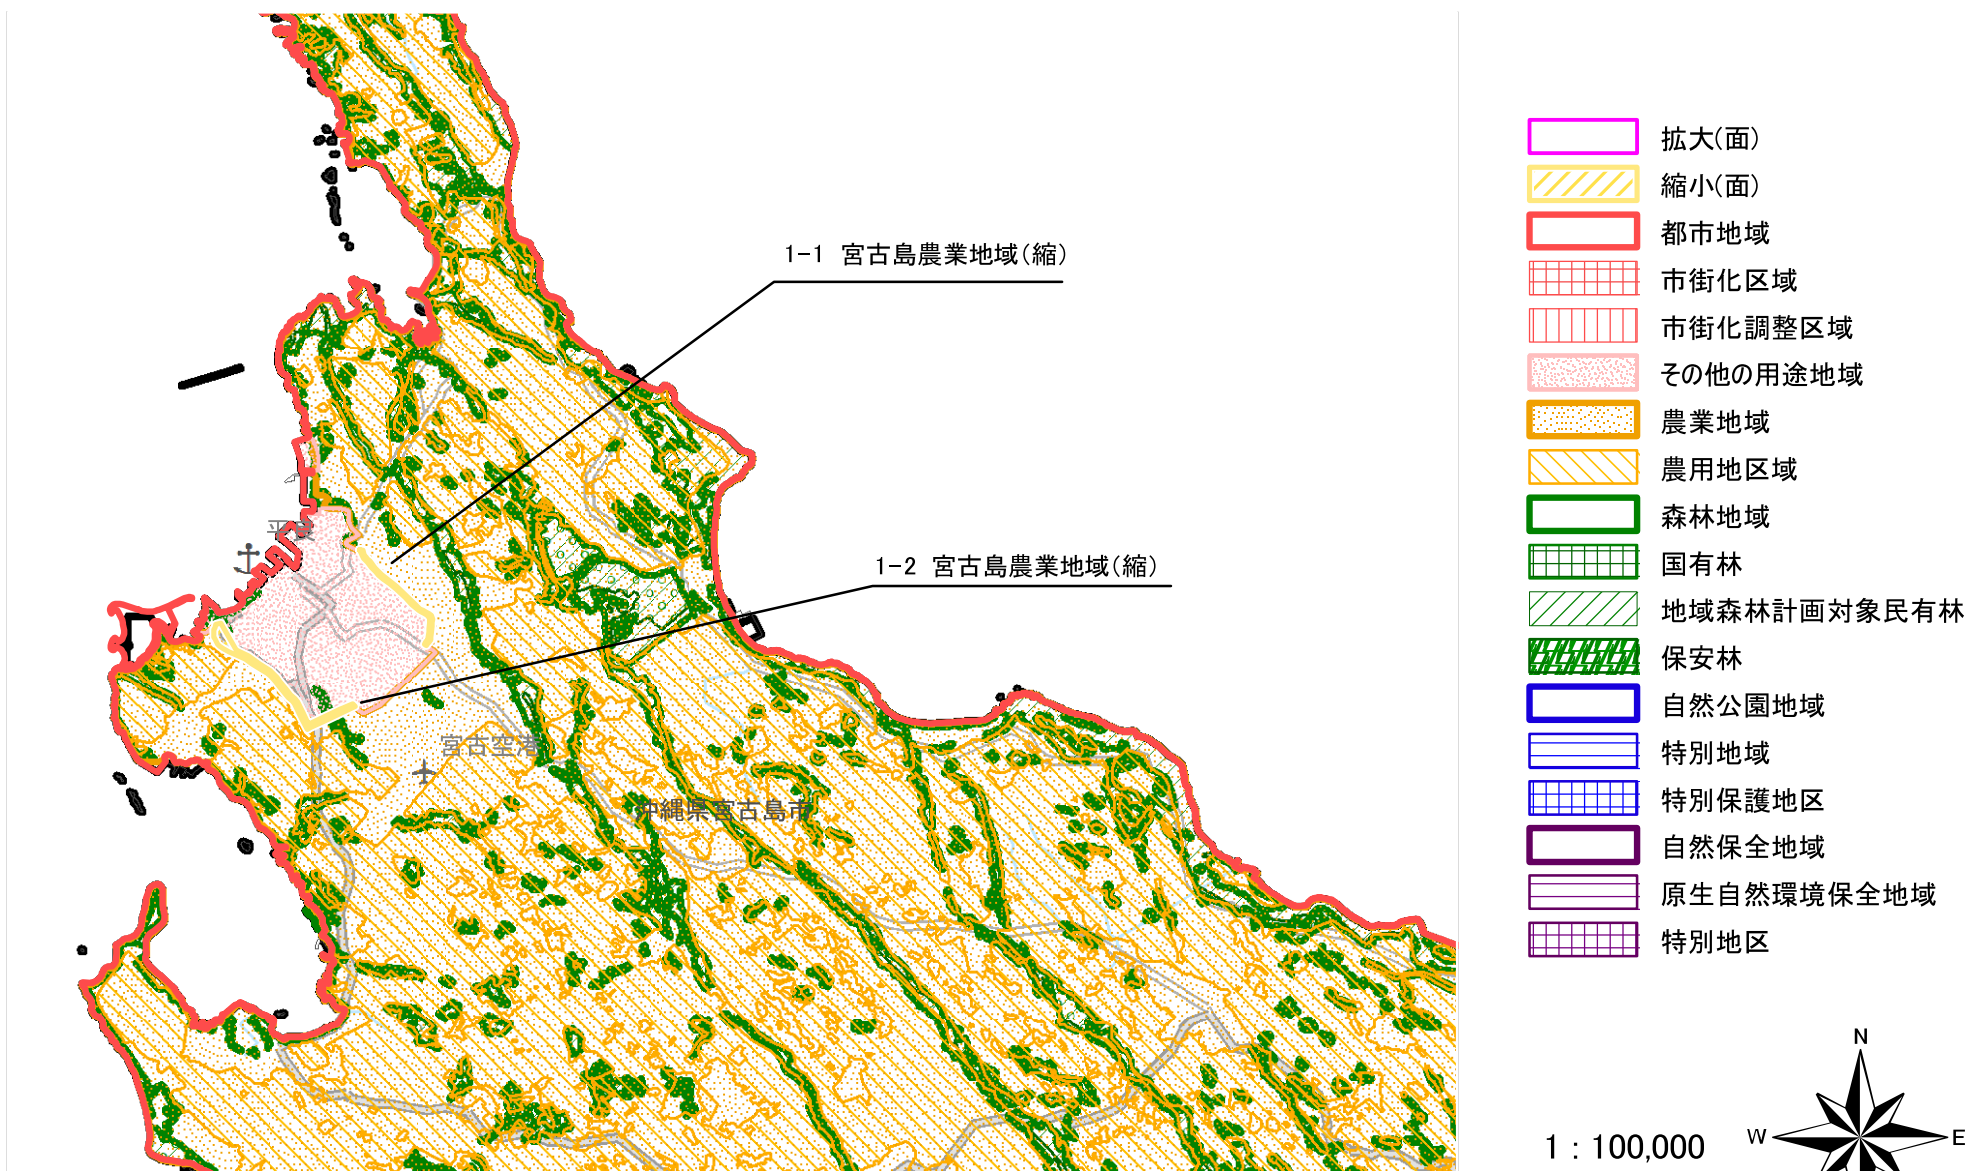 1-1 宮古島農業地域(縮)
1-2 宮古島農業地域(縮)
平良
宮古空港
沖縄県宮古島市
拡大(面)
縮小(面)
都市地域
市街化区域
市街化調整区域
その他の用途地域
農業地域
農用地区域
森林地域
国有林
地域森林計画対象民有林
保安林
自然公園地域
特別地域
特別保護地区
自然保全地域
原生自然環境保全地域
特別地区
N
W
E
1 : 100,000